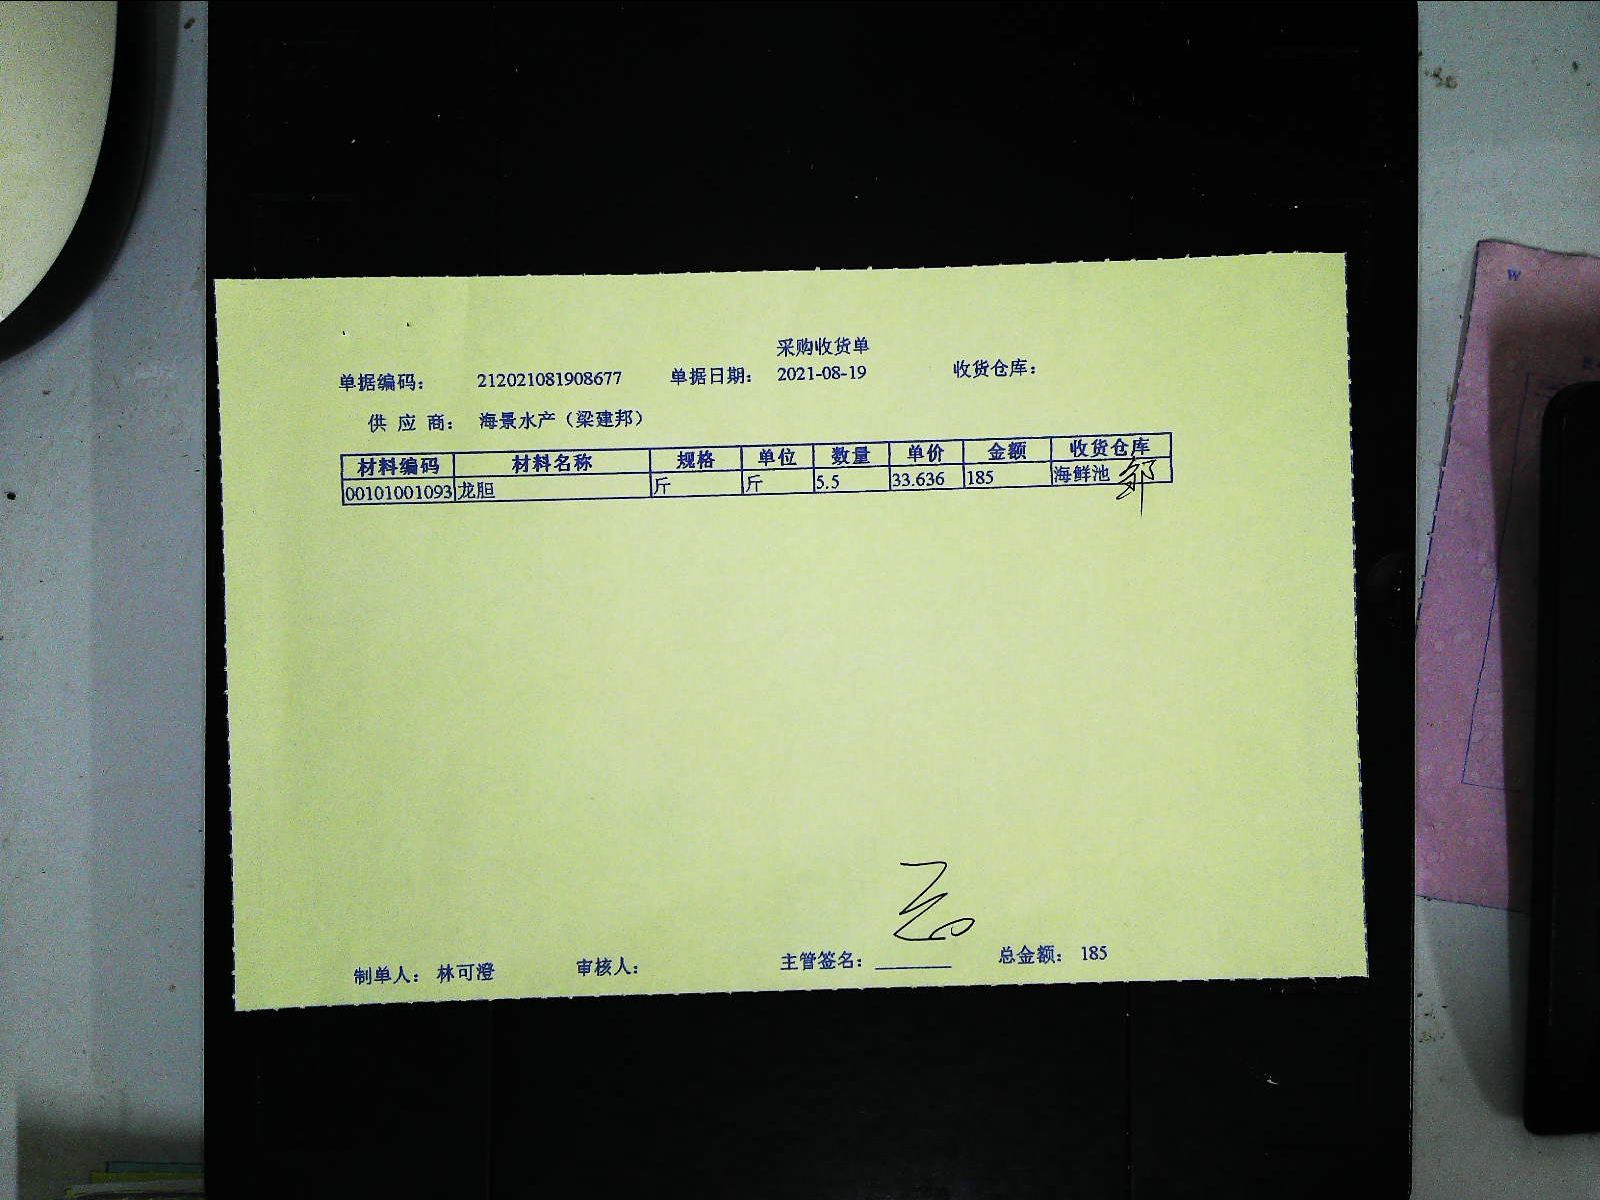 采购收货单
单据编码： 212021081908677 单据日期： 2021-08-19 收货仓库：
供 应 商： 海景水产（梁建邦）
材料编码 材料名称 规格 单位 数量 单价 金额 收货仓库
00101001093 龙胆 斤 斤 5.5 33.636 185 海鲜池
制单人： 林可澄 审核人： 主管签名： 总金额： 185
W